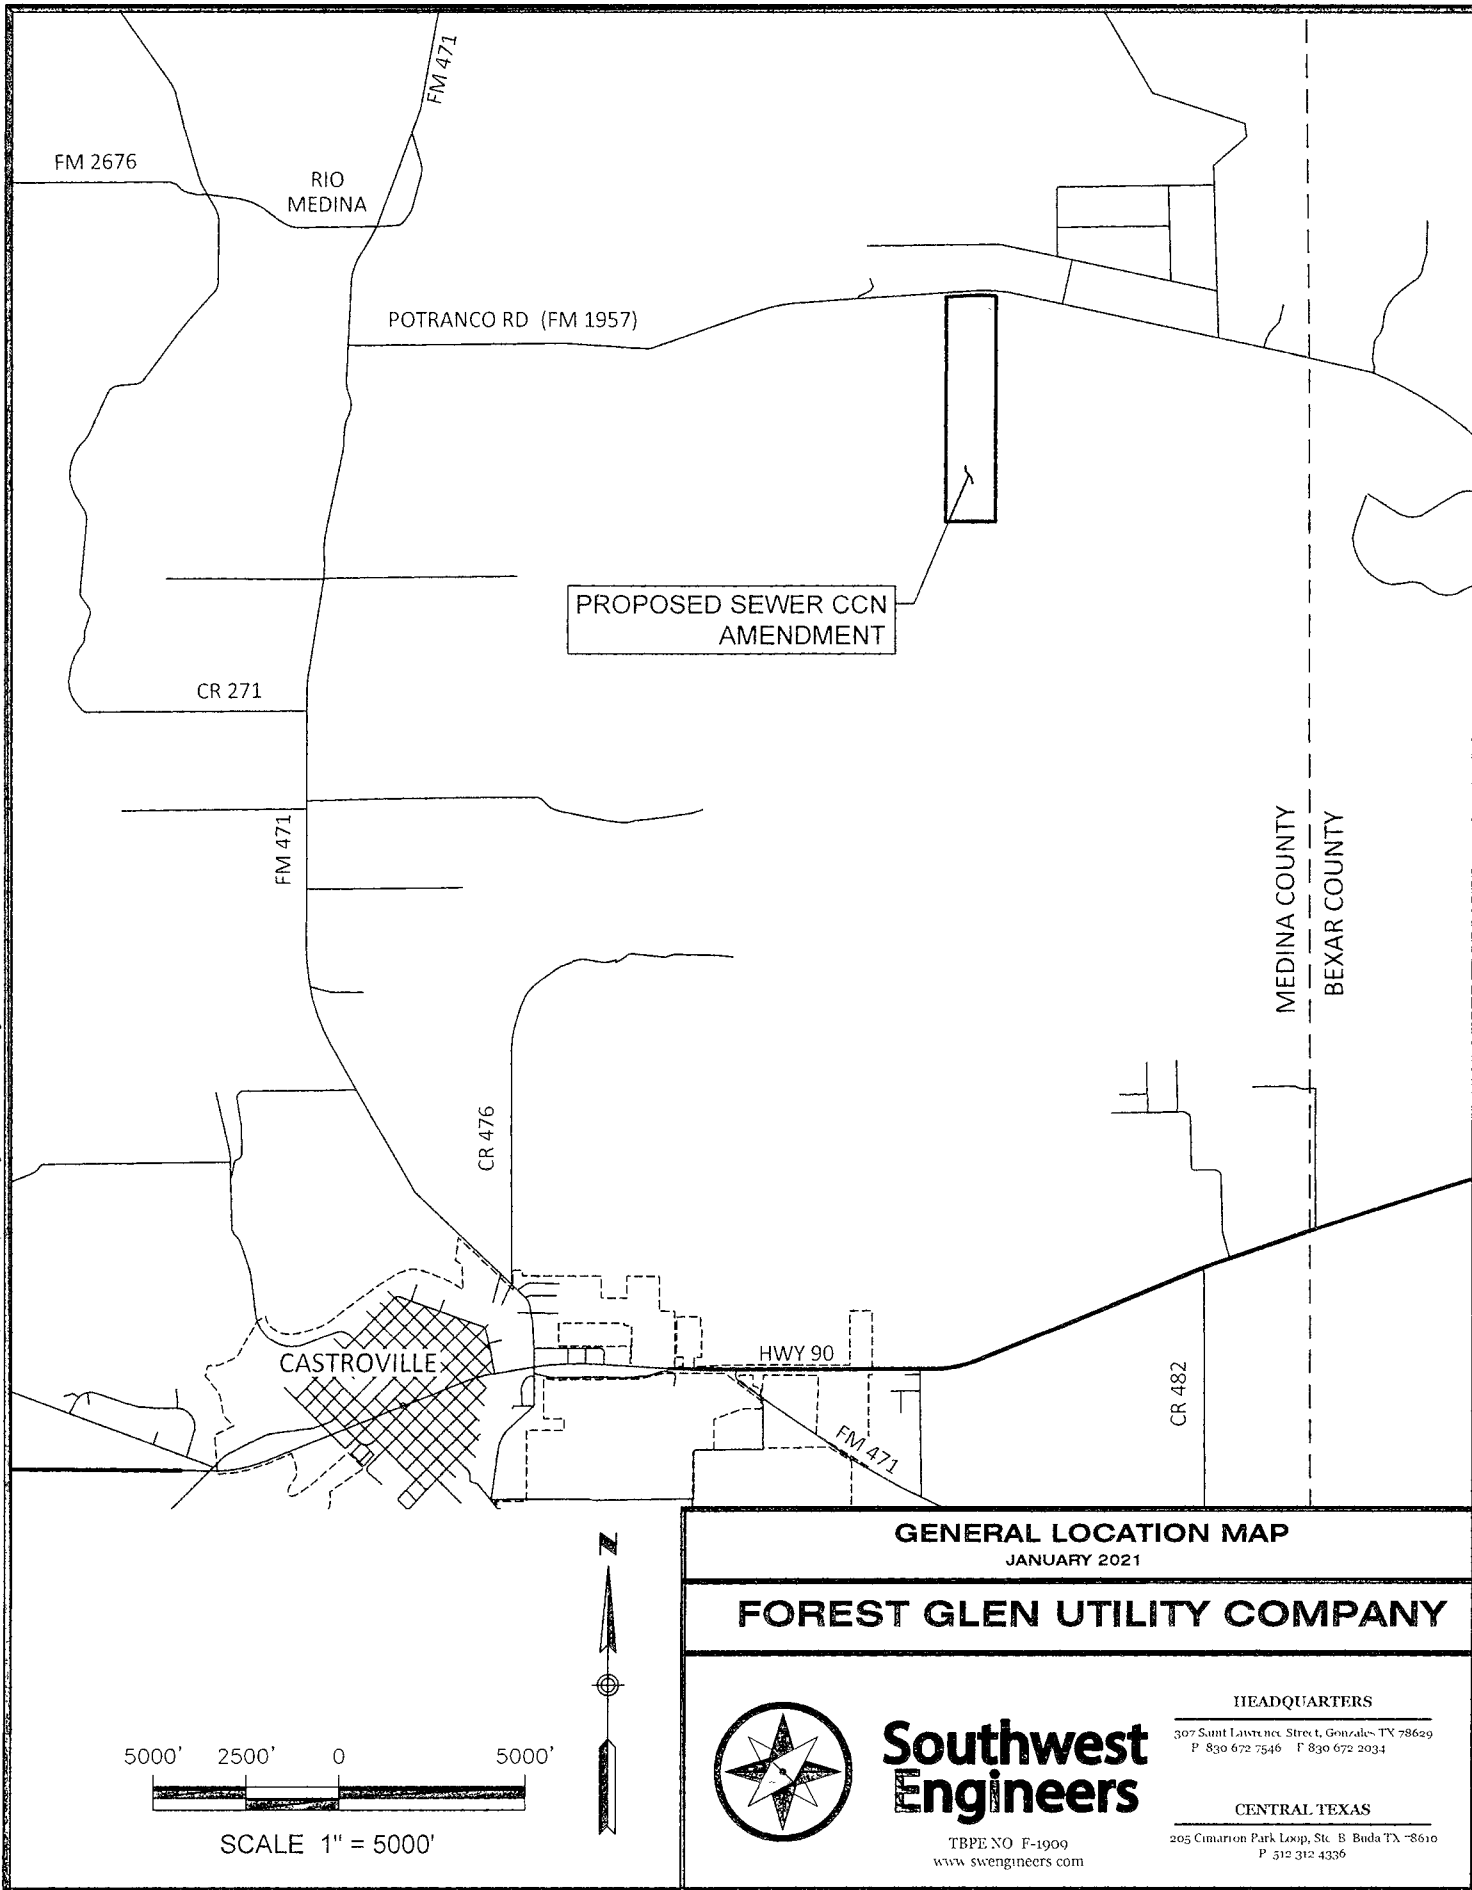 FM 471
FM 2676
RIO
MEDINA
POTRANCO RD (FM 1957)
PROPOSED SEWER CCN
AMENDMENT
CR 271
FM 471
MEDINA COUNTY
BEXAR COUNTY
CR 476
CASTROVILLE
HWY 90
CR 482
FM 471
GENERAL LOCATION MAP
JANUARY 2021
FOREST GLEN UTILITY COMPANY
N
5000' 2500' 0 5000'
SCALE 1" = 5000'
Southwest
Engineers
TBPE NO F-1909
www swengineers com
HEADQUARTERS
307 Saint Lawrence Street, Gonzales TX 78629
P 830 672 7546 F 830 672 2034
CENTRAL TEXAS
205 Cimarron Park Loop, Ste B Buda TX 78610
P 512 312 4336